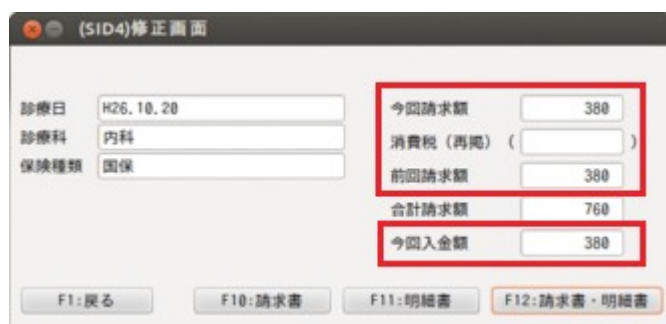 (SID4)修正画面
診療日 H26.10.20
診療科 内科
保険種類 国保
今回請求額 380
消費税(再掲) ( )
前回請求額 380
合計請求額 760
今回入金額 380
F1:戻る F10:請求書 F11:明細書 F12:請求書・明細書